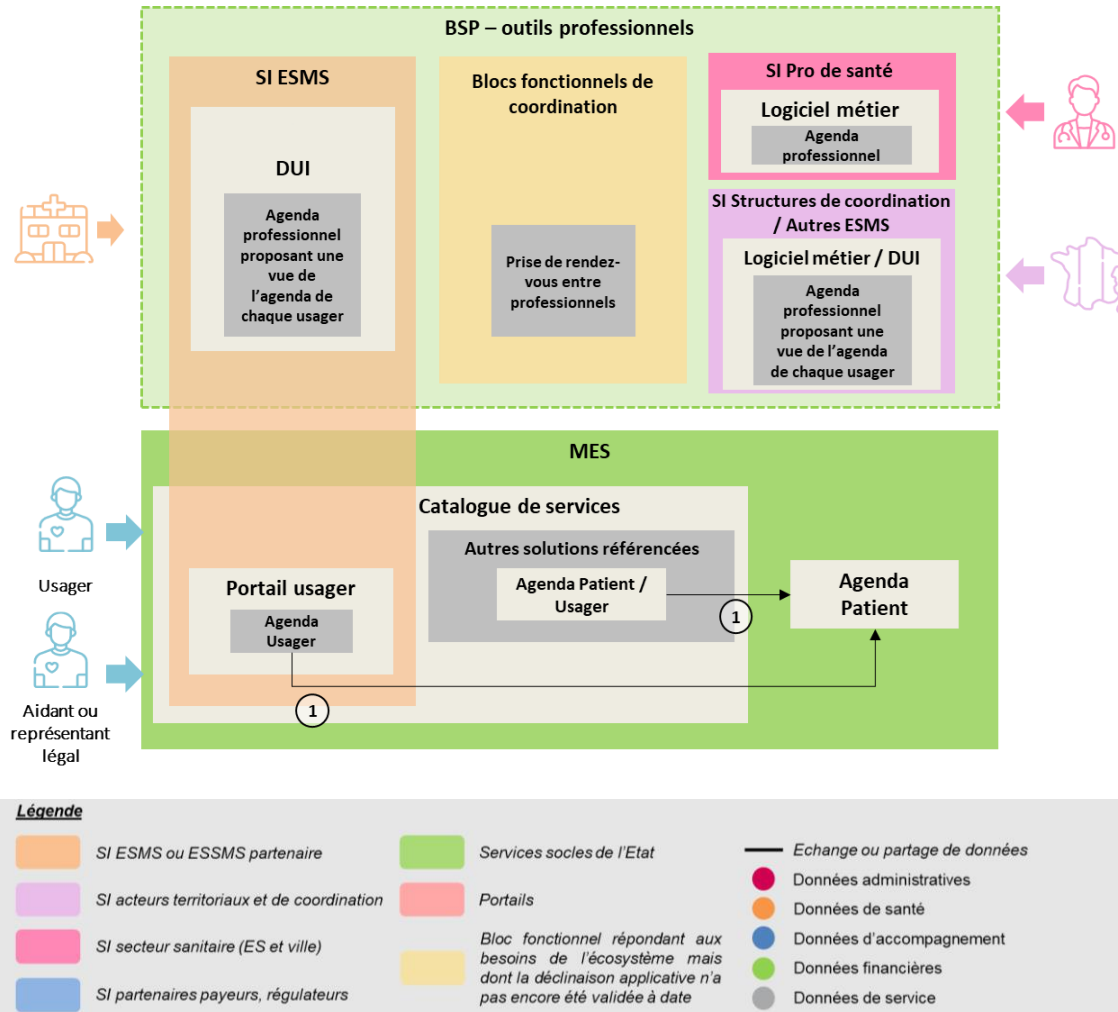 BSP – outils professionnels
SI ESMS
DUI
Agenda
professionnel
proposant une
vue de
l’agenda de
chaque usager
Blocs fonctionnels de
coordination
Prise de rendez-
vous entre
professionnels
SI Pro de santé
Logiciel métier
Agenda
professionnel
SI Structures de coordination
/ Autres ESMS
Logiciel métier / DUI
Agenda
professionnel
proposant une
vue de l’agenda
de chaque usager
MES
Catalogue de services
Autres solutions référencées
Agenda Patient /
Usager
1
Portail usager
Agenda
Usager
1
Agenda
Patient
Usager
Aidant ou
représentant
légal
Légende
SI ESMS ou ESSMS partenaire
SI acteurs territoriaux et de coordination
SI secteur sanitaire (ES et ville)
SI partenaires payeurs, régulateurs
Services socles de l’Etat
Portails
Bloc fonctionnel répondant aux
besoins de l’écosystème mais
dont la déclinaison applicative n’a
pas encore été validée à date
Echange ou partage de données
Données administratives
Données de santé
Données d’accompagnement
Données financières
Données de service